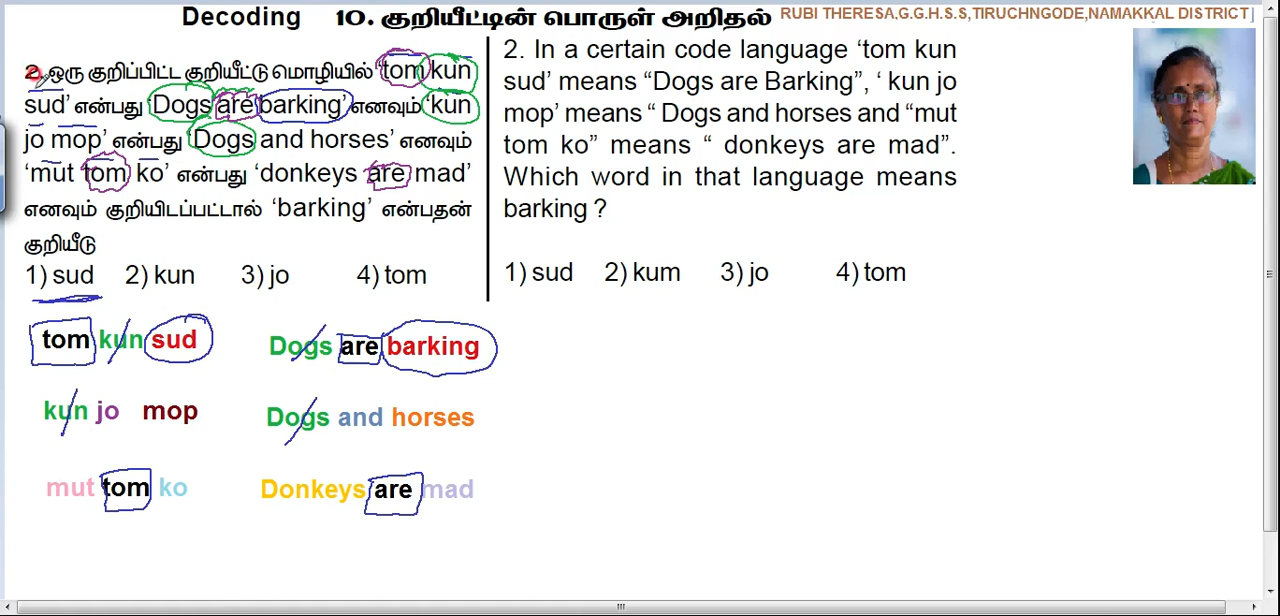 Decoding 10. குறியீட்டின் பொருள் அறிதல் RUBI THERESA,G.G.H.S.S,TIRUCHNGODE,NAMAKKAL DISTRICT
2. ஒரு குறிப்பிட்ட குறியீட்டு மொழியில் 'tom kun
sud' என்பது 'Dogs are barking' எனவும் 'kun
jo mop' என்பது 'Dogs and horses' எனவும்
'mut tom ko' என்பது 'donkeys are mad'
எனவும் குறியிடப்பட்டால் 'barking' என்பதன்
குறியீடு
1) sud 2) kun 3) jo 4) tom
tom kun sud Dogs are barking
kun jo mop Dogs and horses
mut tom ko Donkeys are mad
2. In a certain code language 'tom kun
sud' means “Dogs are Barking”, ' kun jo
mop' means “ Dogs and horses and “mut
tom ko” means “ donkeys are mad”.
Which word in that language means
barking ?
1) sud 2) kum 3) jo 4) tom